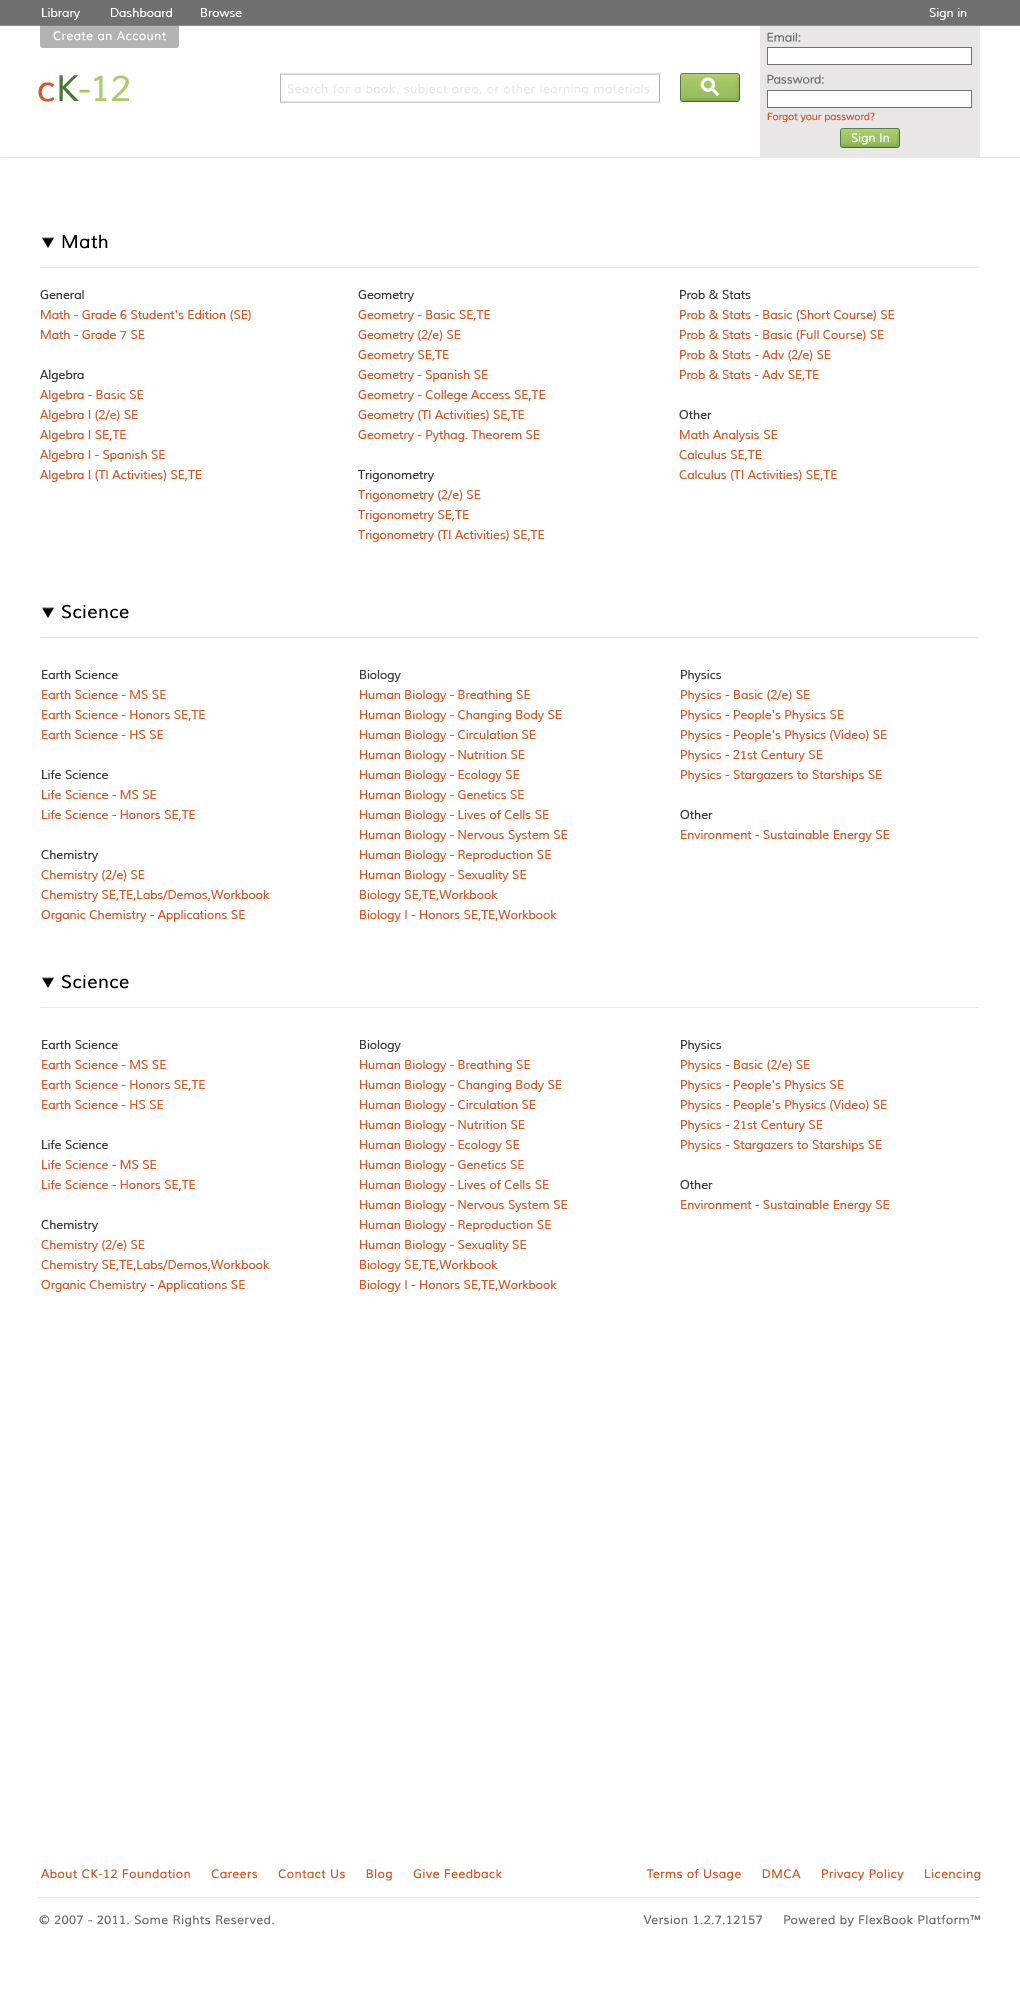 Library Dashboard Browse Sign in
Create an Account
cK-12
Search for a book, subject area, or other learning materials
Email:
Password:
Forgot your password?
Sign In
Math
General
Math - Grade 6 Student's Edition (SE)
Math - Grade 7 SE
Algebra
Algebra - Basic SE
Algebra I (2/e) SE
Algebra I SE,TE
Algebra I - Spanish SE
Algebra I (TI Activities) SE,TE
Geometry
Geometry - Basic SE,TE
Geometry (2/e) SE
Geometry SE,TE
Geometry - Spanish SE
Geometry - College Access SE,TE
Geometry (TI Activities) SE,TE
Geometry - Pythag. Theorem SE
Trigonometry
Trigonometry (2/e) SE
Trigonometry SE,TE
Trigonometry (TI Activities) SE,TE
Prob & Stats
Prob & Stats - Basic (Short Course) SE
Prob & Stats - Basic (Full Course) SE
Prob & Stats - Adv (2/e) SE
Prob & Stats - Adv SE,TE
Other
Math Analysis SE
Calculus SE,TE
Calculus (TI Activities) SE,TE
Science
Earth Science
Earth Science - MS SE
Earth Science - Honors SE,TE
Earth Science - HS SE
Life Science
Life Science - MS SE
Life Science - Honors SE,TE
Chemistry
Chemistry (2/e) SE
Chemistry SE,TE,Labs/Demos,Workbook
Organic Chemistry - Applications SE
Biology
Human Biology - Breathing SE
Human Biology - Changing Body SE
Human Biology - Circulation SE
Human Biology - Nutrition SE
Human Biology - Ecology SE
Human Biology - Genetics SE
Human Biology - Lives of Cells SE
Human Biology - Nervous System SE
Human Biology - Reproduction SE
Human Biology - Sexuality SE
Biology SE,TE,Workbook
Biology I - Honors SE,TE,Workbook
Physics
Physics - Basic (2/e) SE
Physics - People's Physics SE
Physics - People's Physics (Video) SE
Physics - 21st Century SE
Physics - Stargazers to Starships SE
Other
Environment - Sustainable Energy SE
Science
Earth Science
Earth Science - MS SE
Earth Science - Honors SE,TE
Earth Science - HS SE
Life Science
Life Science - MS SE
Life Science - Honors SE,TE
Chemistry
Chemistry (2/e) SE
Chemistry SE,TE,Labs/Demos,Workbook
Organic Chemistry - Applications SE
Biology
Human Biology - Breathing SE
Human Biology - Changing Body SE
Human Biology - Circulation SE
Human Biology - Nutrition SE
Human Biology - Ecology SE
Human Biology - Genetics SE
Human Biology - Lives of Cells SE
Human Biology - Nervous System SE
Human Biology - Reproduction SE
Human Biology - Sexuality SE
Biology SE,TE,Workbook
Biology I - Honors SE,TE,Workbook
Physics
Physics - Basic (2/e) SE
Physics - People's Physics SE
Physics - People's Physics (Video) SE
Physics - 21st Century SE
Physics - Stargazers to Starships SE
Other
Environment - Sustainable Energy SE
About CK-12 Foundation Careers Contact Us Blog Give Feedback Terms of Usage DMCA Privacy Policy Licencing
© 2007 - 2011. Some Rights Reserved. Version 1.2.7.12157 Powered by FlexBook Platform™